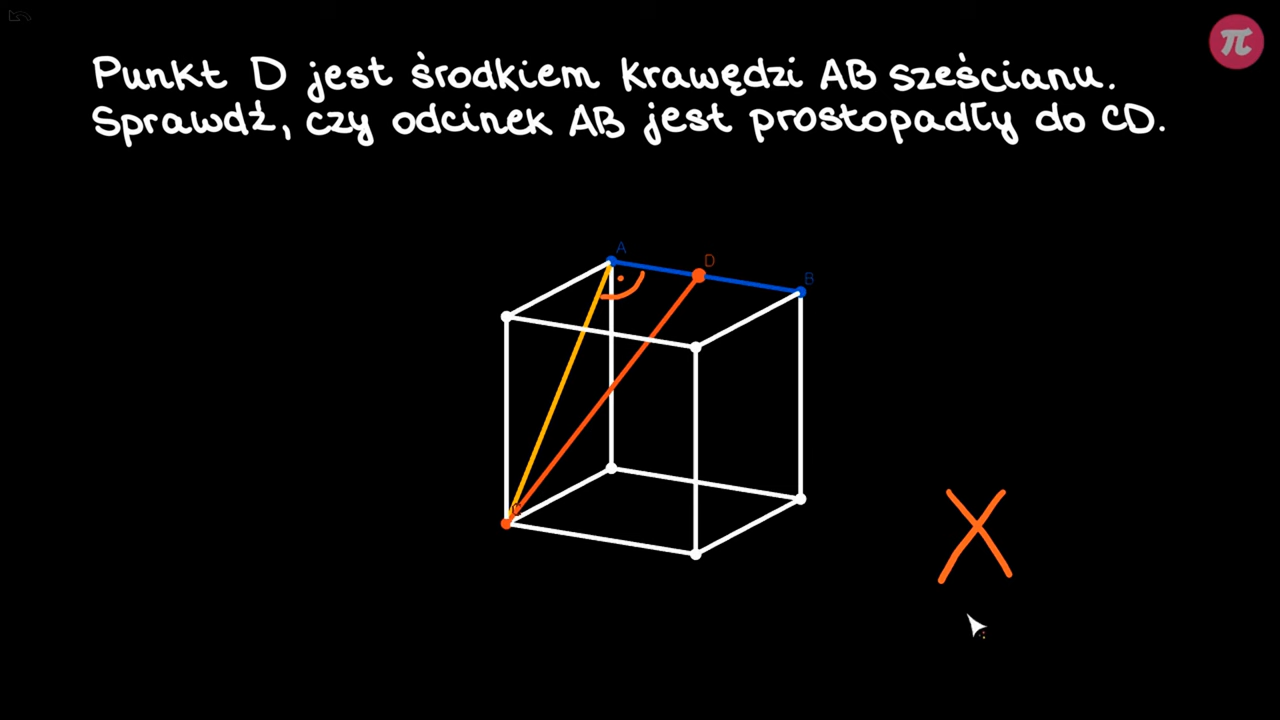 Punkt D jest środkiem krawędzi AB sześcianu.
Sprawdź, czy odcinek AB jest prostopadły do CD.
π
A
D
B
C